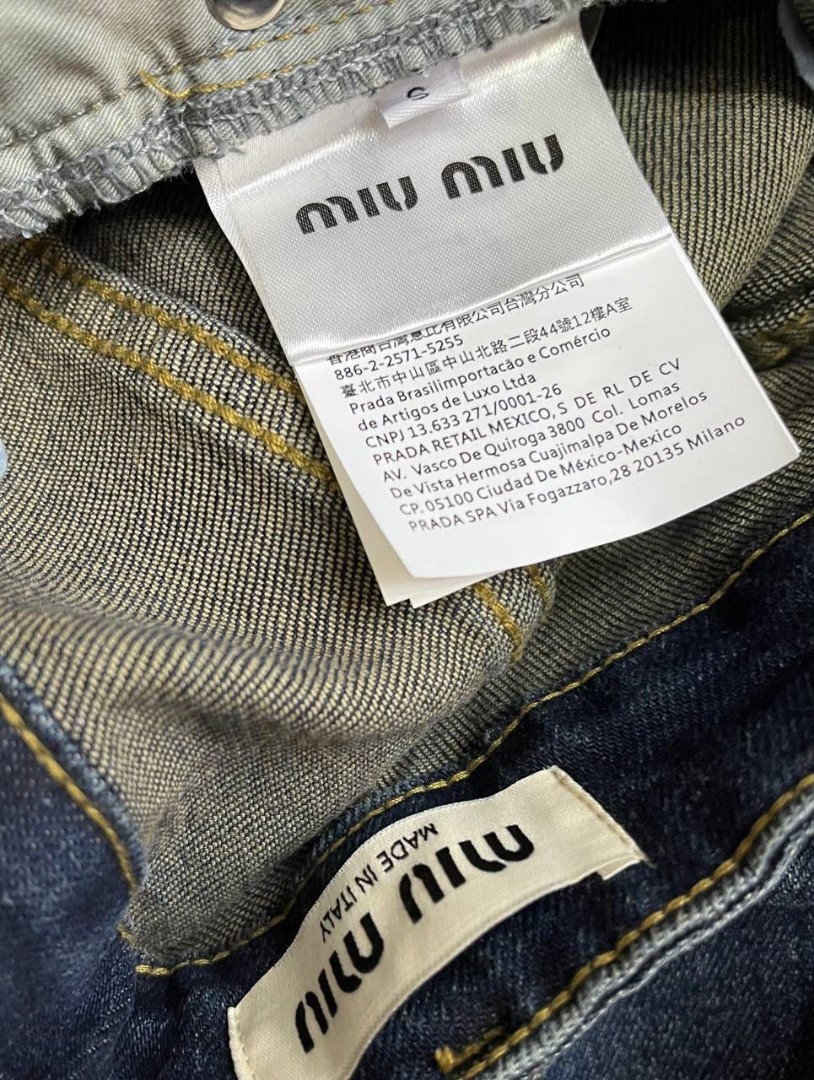 S
miu miu
香港商台灣意比有限公司台灣分公司
886-2-2571-5255
臺北市中山區中山北路二段44號12樓A室
Prada Brasilimportacão e Comércio
de Artigos de Luxo Ltda
CNPJ 13.633 271/0001-26
PRADA RETAIL MEXICO, S DE RL DE CV
AV. Vasco De Quiroga 3800 Col. Lomas
De Vista Hermosa Cuajimalpa De Morelos
CP. 05100 Ciudad De México-Mexico
PRADA SPA Via Fogazzaro,28 20135 Milano
miu miu
MADE IN ITALY